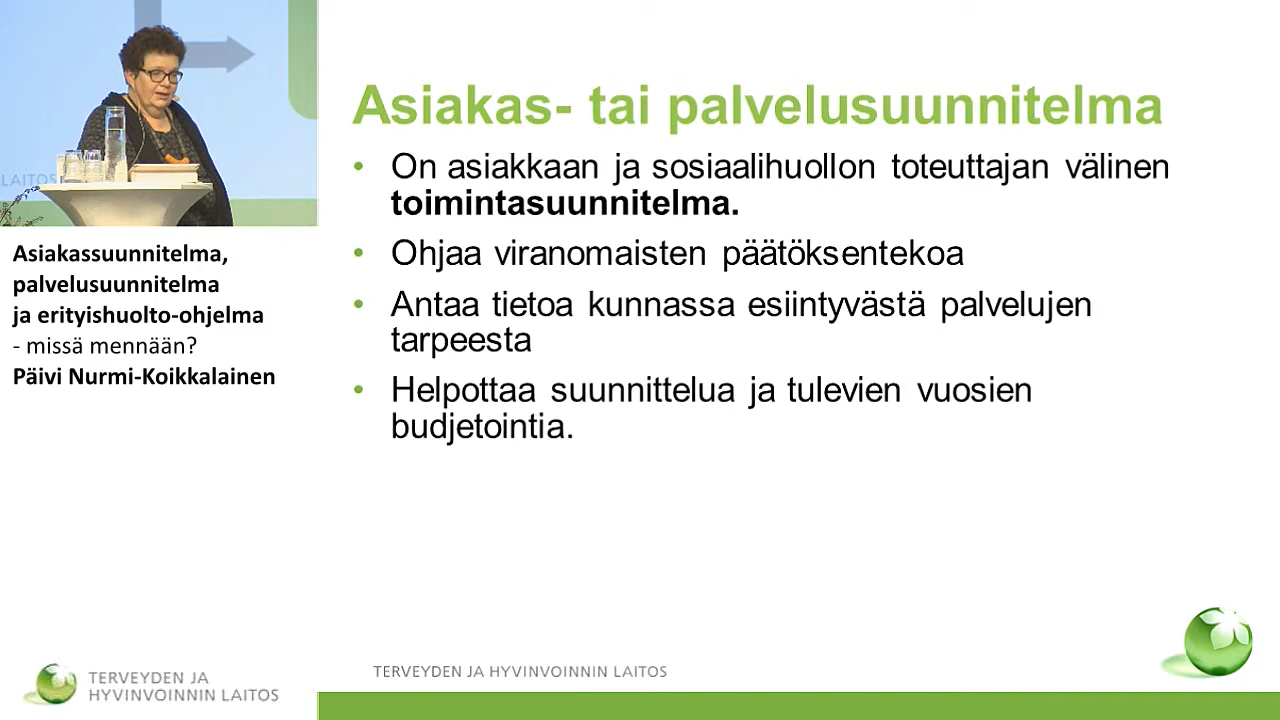 LAITOS
Asiakassuunnitelma,
palvelusuunnitelma
ja erityishuolto-ohjelma
- missä mennään?
Päivi Nurmi-Koikkalainen
TERVEYDEN JA
HYVINVOINNIN LAITOS
Asiakas- tai palvelusuunnitelma
• On asiakkaan ja sosiaalihuollon toteuttajan välinen
toimintasuunnitelma.
• Ohjaa viranomaisten päätöksentekoa
• Antaa tietoa kunnassa esiintyvästä palvelujen
tarpeesta
• Helpottaa suunnittelua ja tulevien vuosien
budjetointia.
TERVEYDEN JA HYVINVOINNIN LAITOS